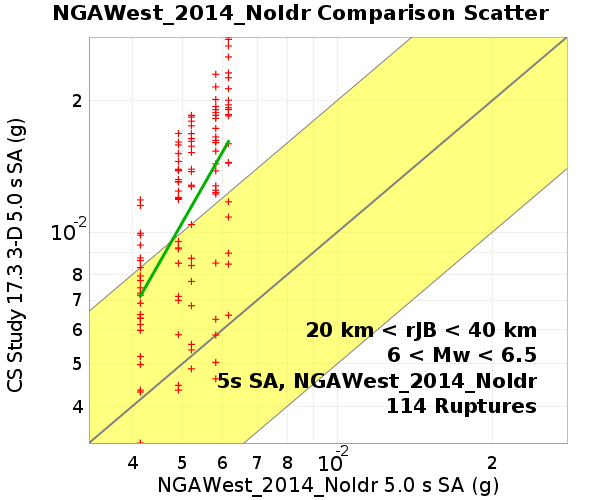 NGAWest_2014_NoIdr Comparison Scatter
CS Study 17.3 3-D 5.0 s SA (g)
2
10-2
8
7
6
5
4
20 km < rJB < 40 km
6 < Mw < 6.5
5s SA, NGAWest_2014_NoIdr
114 Ruptures
4 5 6 7 8 10-2 2
NGAWest_2014_NoIdr 5.0 s SA (g)